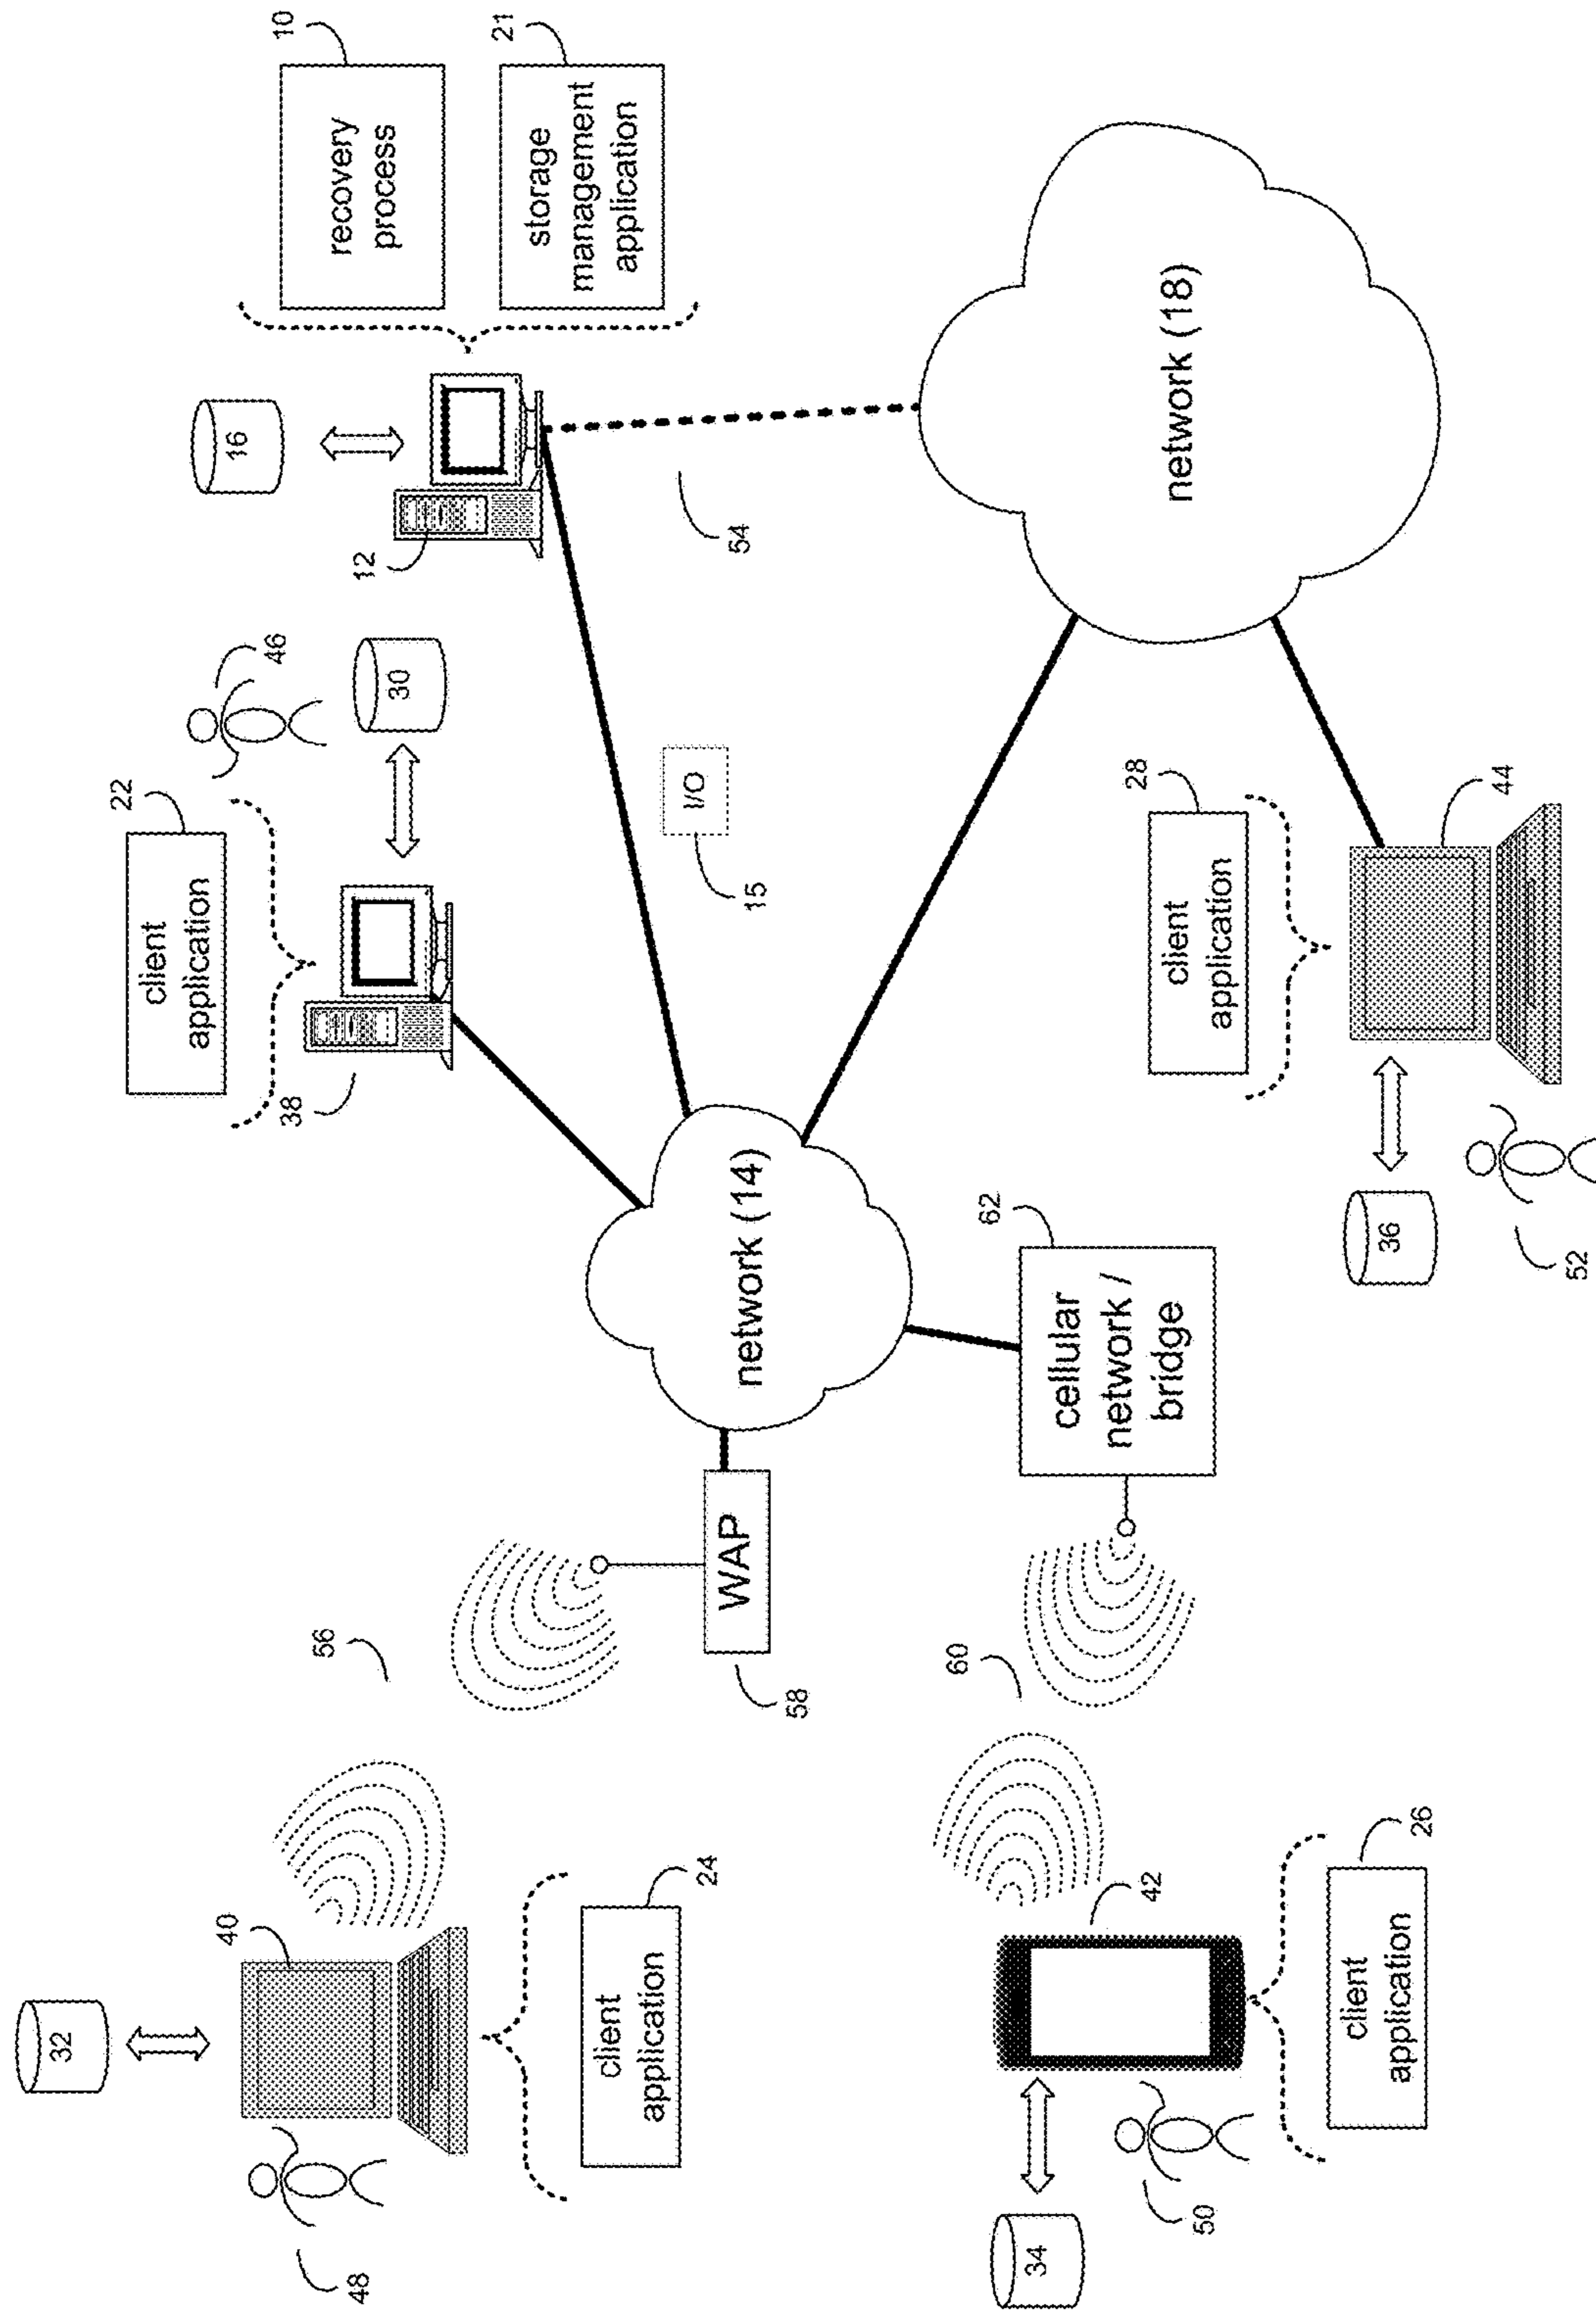 32
40
48
client
application
24
56
WAP
58
client
application
22
38
46
30
16
12
recovery
process
10
storage
management
application
21
I/O
15
54
network (14)
network (18)
34
42
50
client
application
26
60
cellular
network /
bridge
62
client
application
28
44
36
52